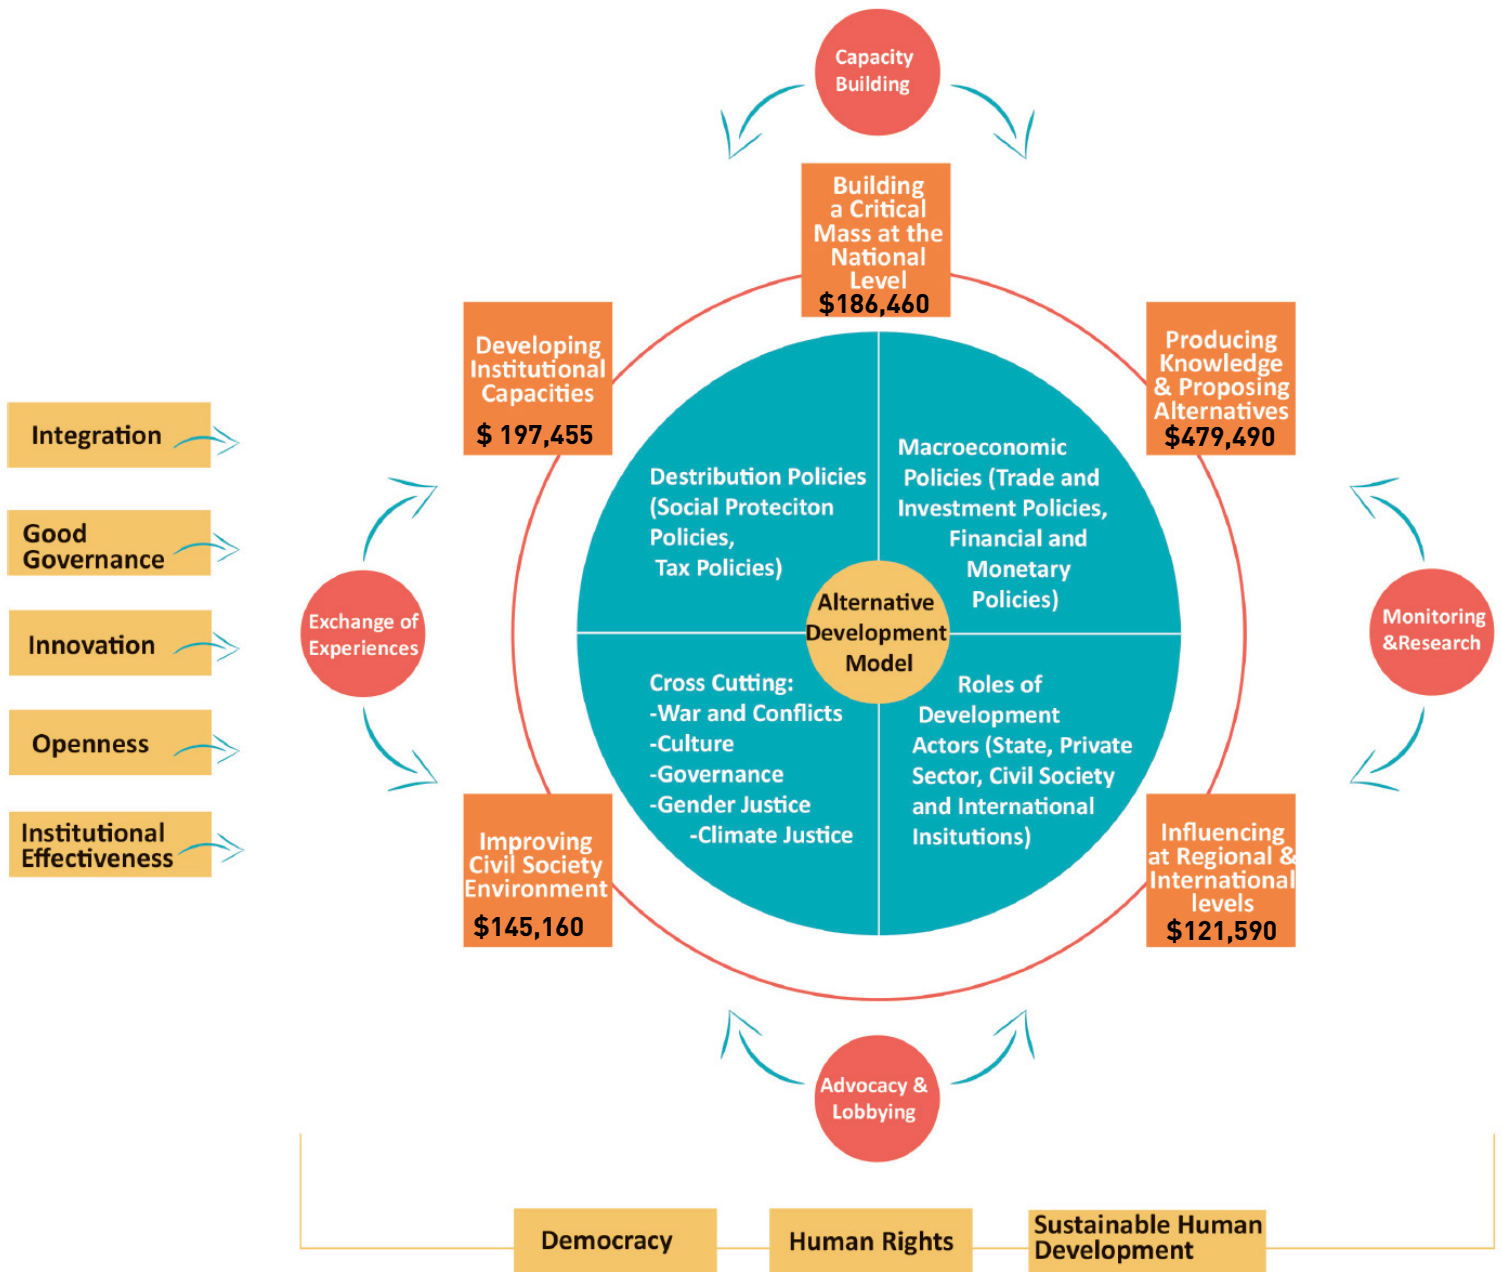 Capacity
Building
Building
a Critical
Mass at the
National
Level
$186,460
Developing
Institutional
Capacities
$ 197,455
Producing
Knowledge
& Proposing
Alternatives
$479,490
Integration
Good
Governance
Innovation
Openness
Institutional
Effectiveness
Exchange of
Experiences
Destribution Policies
(Social Proteciton
Policies,
Tax Policies)
Macroeconomic
Policies (Trade and
Investment Policies,
Financial and
Monetary
Policies)
Alternative
Development
Model
Cross Cutting:
-War and Conflicts
-Culture
-Governance
-Gender Justice
-Climate Justice
Roles of
Development
Actors (State, Private
Sector, Civil Society
and International
Insitutions)
Monitoring
&Research
Improving
Civil Society
Environment
$145,160
Influencing
at Regional &
International
levels
$121,590
Advocacy &
Lobbying
Democracy
Human Rights
Sustainable Human
Development